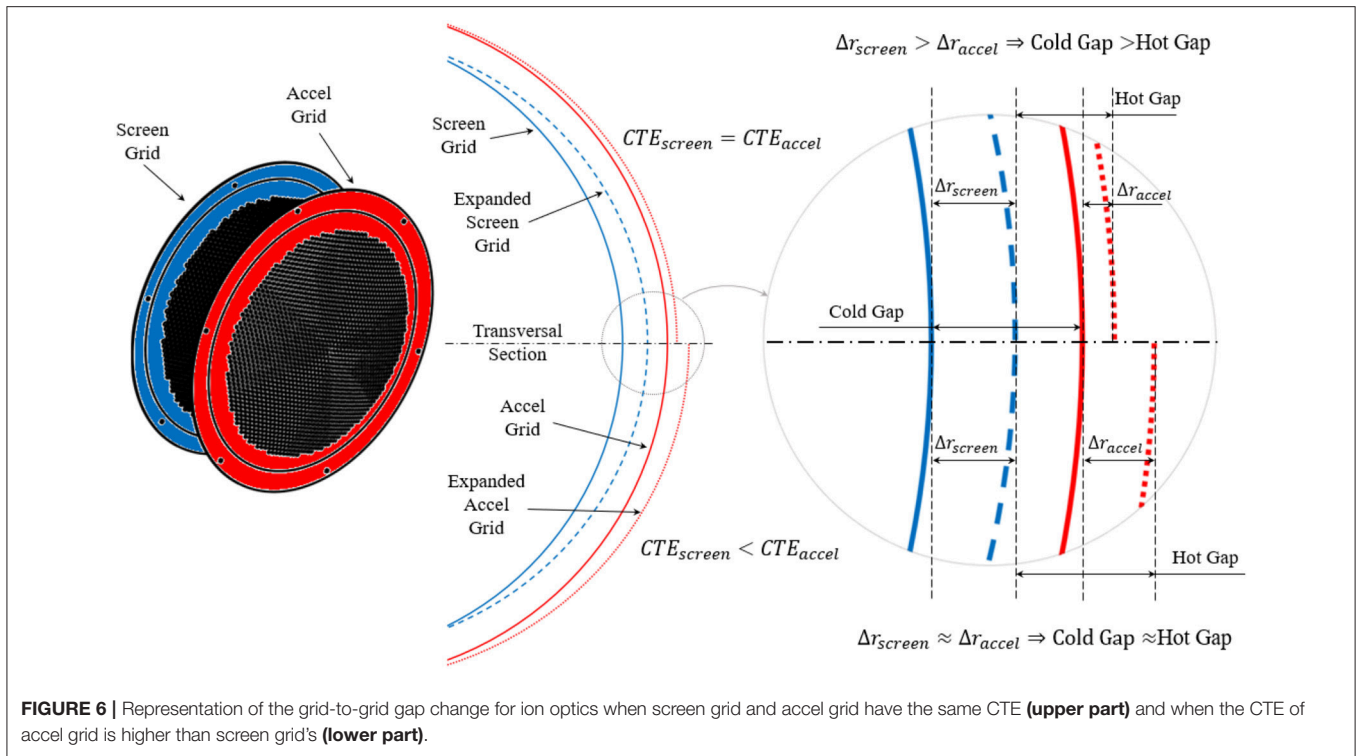 Accel
Grid
Screen
Grid
Screen
Grid
Expanded
Screen
Grid
Transversal
Section
Accel
Grid
Expanded
Accel
Grid
𝐶𝑇𝐸_screen = 𝐶𝑇𝐸_accel
𝐶𝑇𝐸_screen < 𝐶𝑇𝐸_accel
Δr_screen > Δr_accel ⇒ Cold Gap >Hot Gap
Hot Gap
Δr_screen
Δr_accel
Cold Gap
Δr_screen
Δr_accel
Hot Gap
Δr_screen ≈ Δr_accel ⇒ Cold Gap ≈Hot Gap
FIGURE 6 | Representation of the grid-to-grid gap change for ion optics when screen grid and accel grid have the same CTE (upper part) and when the CTE of
accel grid is higher than screen grid's (lower part).